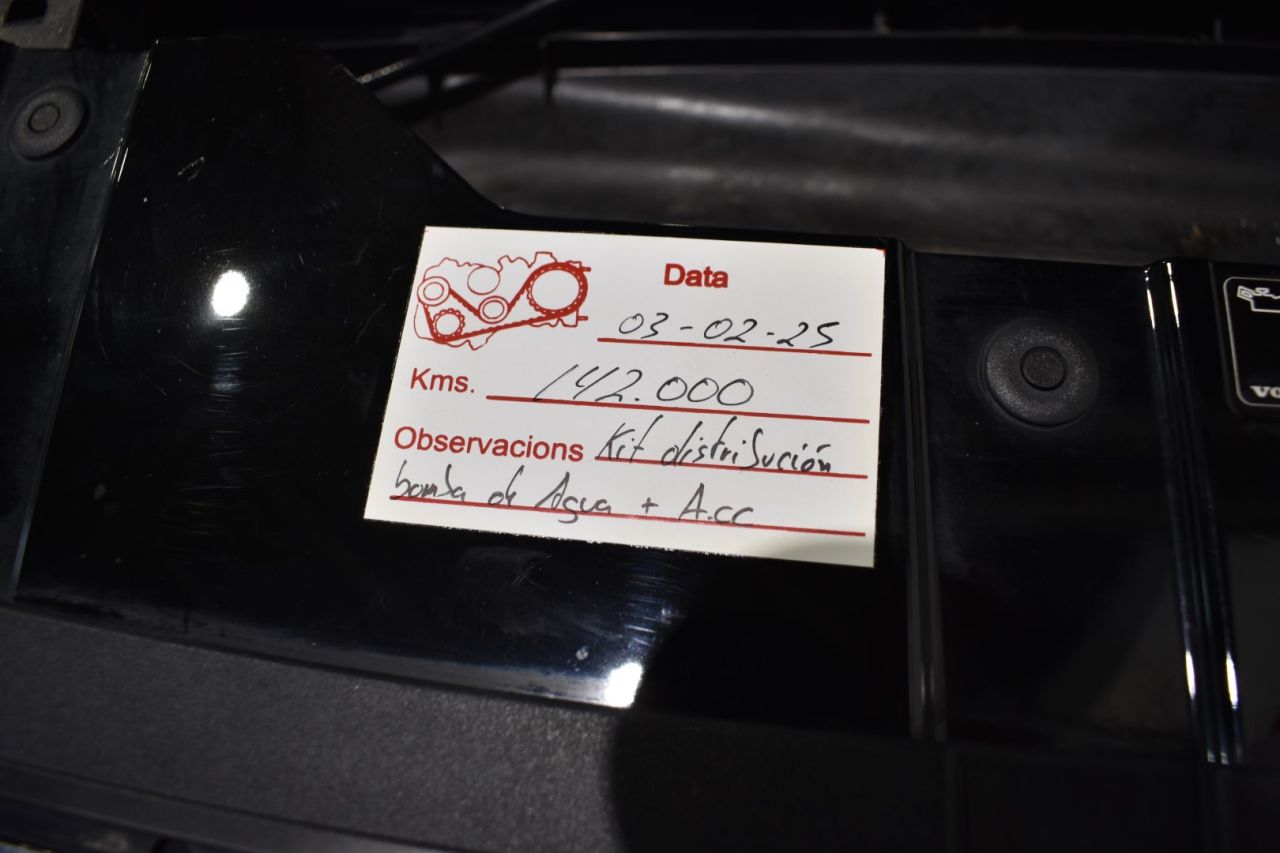 Data
03-02-25
Kms. 142.000
Observacions Kit distribución
bomba de Agua + A.cc